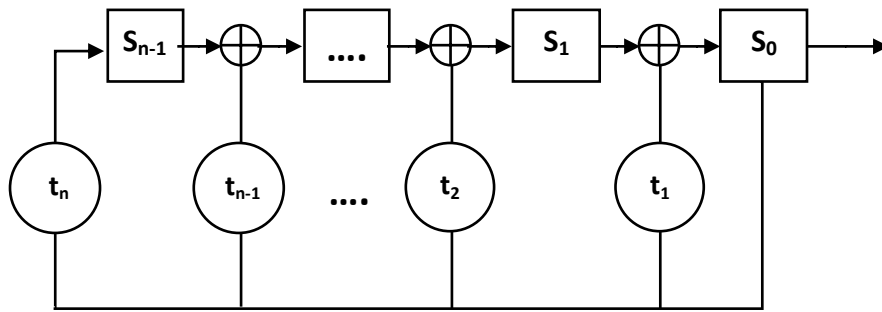 Sₙ₋₁ .... S₁ S₀
tₙ tₙ₋₁ .... t₂ t₁